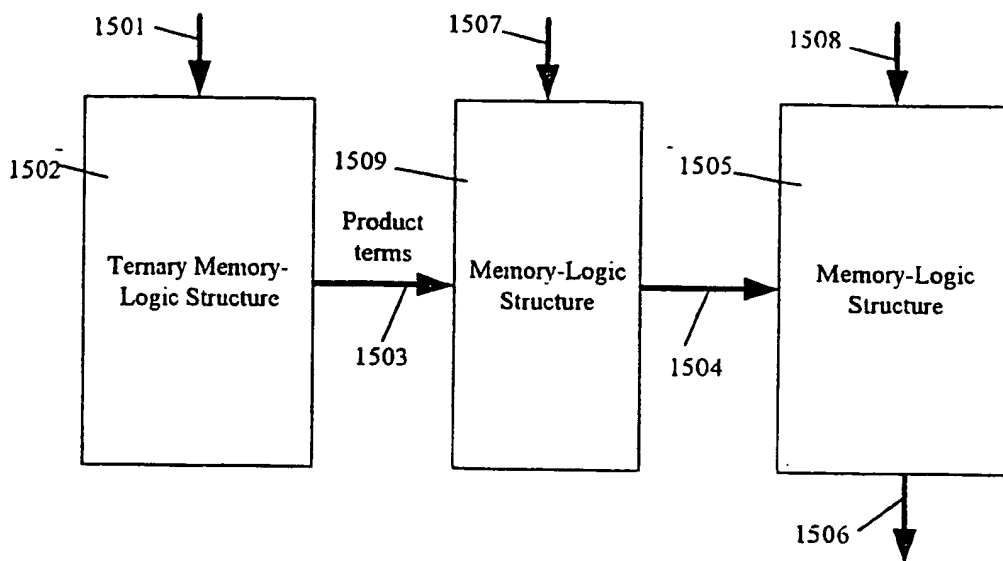 1501
1507
1508
1502
1509
1505
Product
terms
Ternary Memory-
Logic Structure
Memory-Logic
Structure
Memory-Logic
Structure
1503
1504
1506